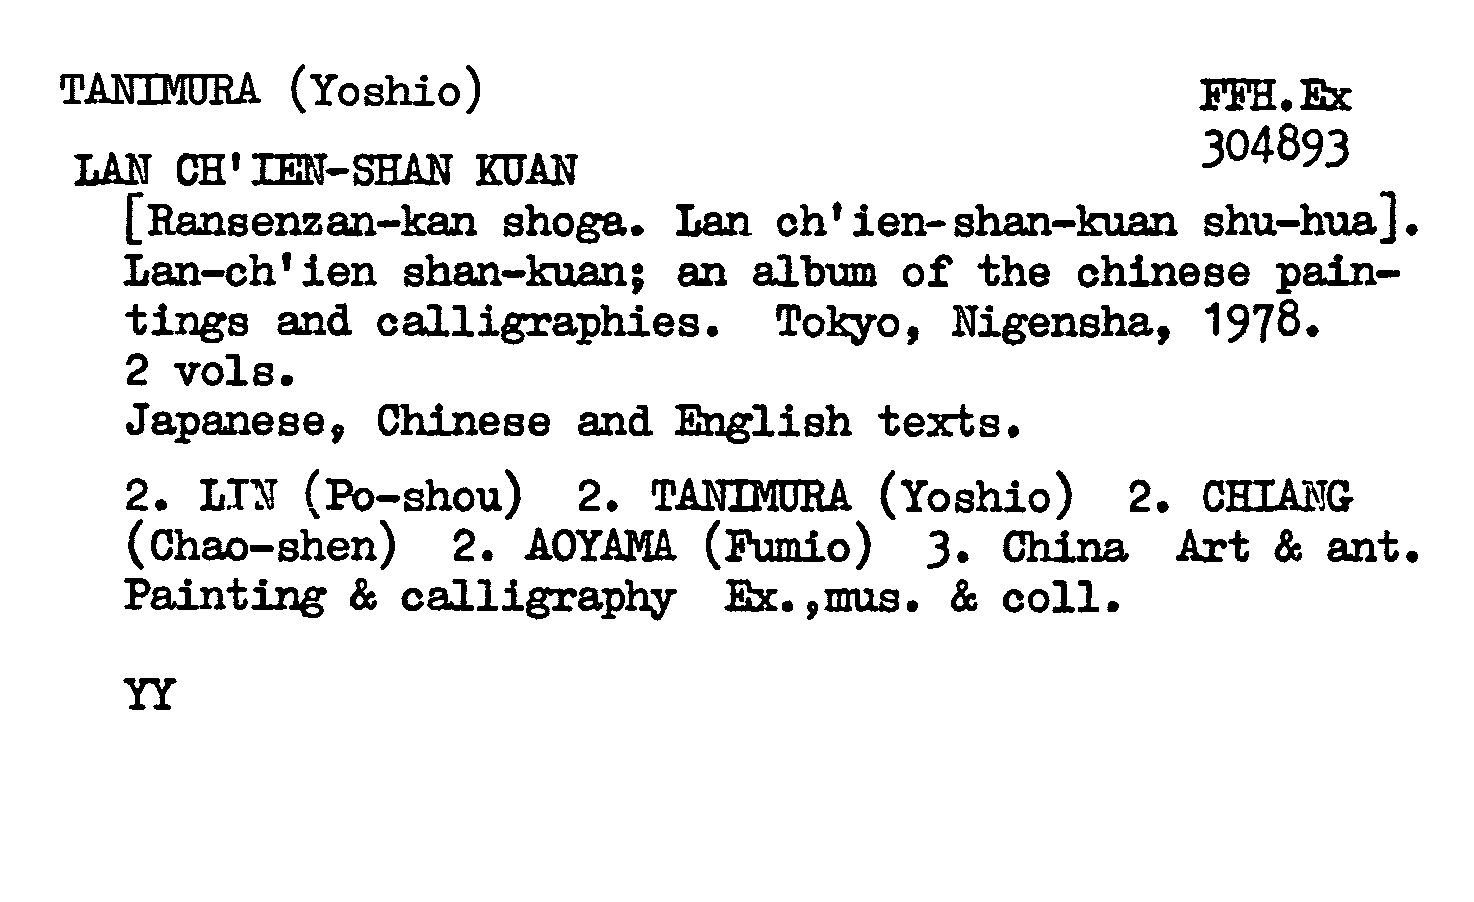 TANIMURA (Yoshio)
FFH.Ex
304893
LAN CH'IEN-SHAN KUAN
[Ransenzan-kan shoga. Lan ch'ien-shan-kuan shu-hua].
Lan-ch'ien shan-kuan; an album of the chinese pain-
tings and calligraphies. Tokyo, Nigensha, 1978.
2 vols.
Japanese, Chinese and English texts.
2. LIN (Po-shou) 2. TANIMURA (Yoshio) 2. CHIANG
(Chao-shen) 2. AOYAMA (Fumio) 3. China Art & ant.
Painting & calligraphy Ex.,mus. & coll.
YY